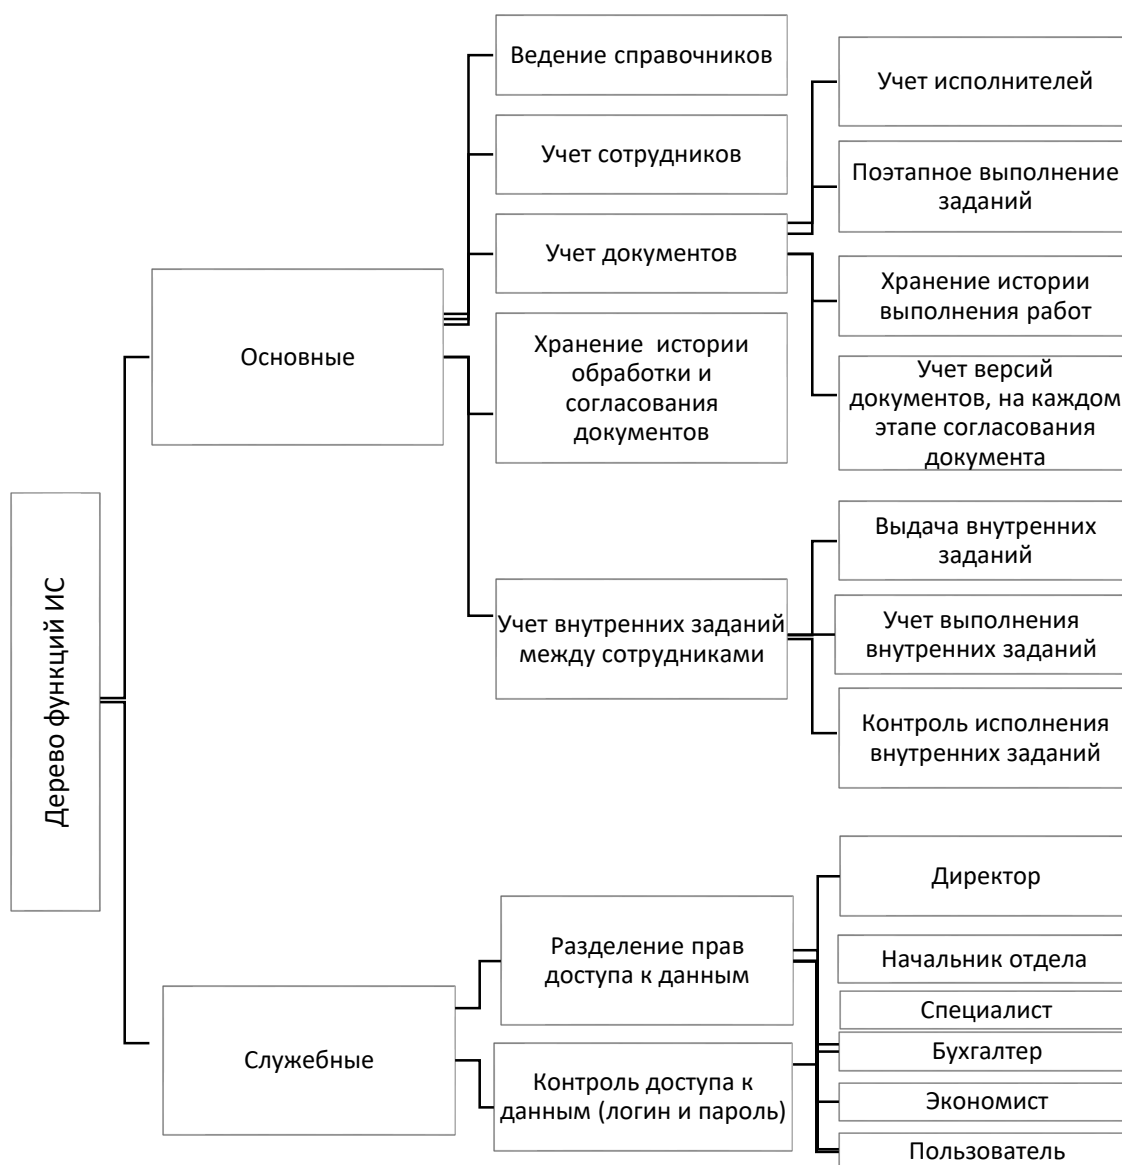 Дерево функций ИС
Основные
Служебные
Ведение справочников
Учет сотрудников
Учет документов
Хранение истории
обработки и
согласования
документов
Учет внутренних заданий
между сотрудниками
Разделение прав
доступа к данным
Контроль доступа к
данным (логин и пароль)
Учет исполнителей
Поэтапное выполнение
заданий
Хранение истории
выполнения работ
Учет версий
документов, на каждом
этапе согласования
документа
Выдача внутренних
заданий
Учет выполнения
внутренних заданий
Контроль исполнения
внутренних заданий
Директор
Начальник отдела
Специалист
Бухгалтер
Экономист
Пользователь